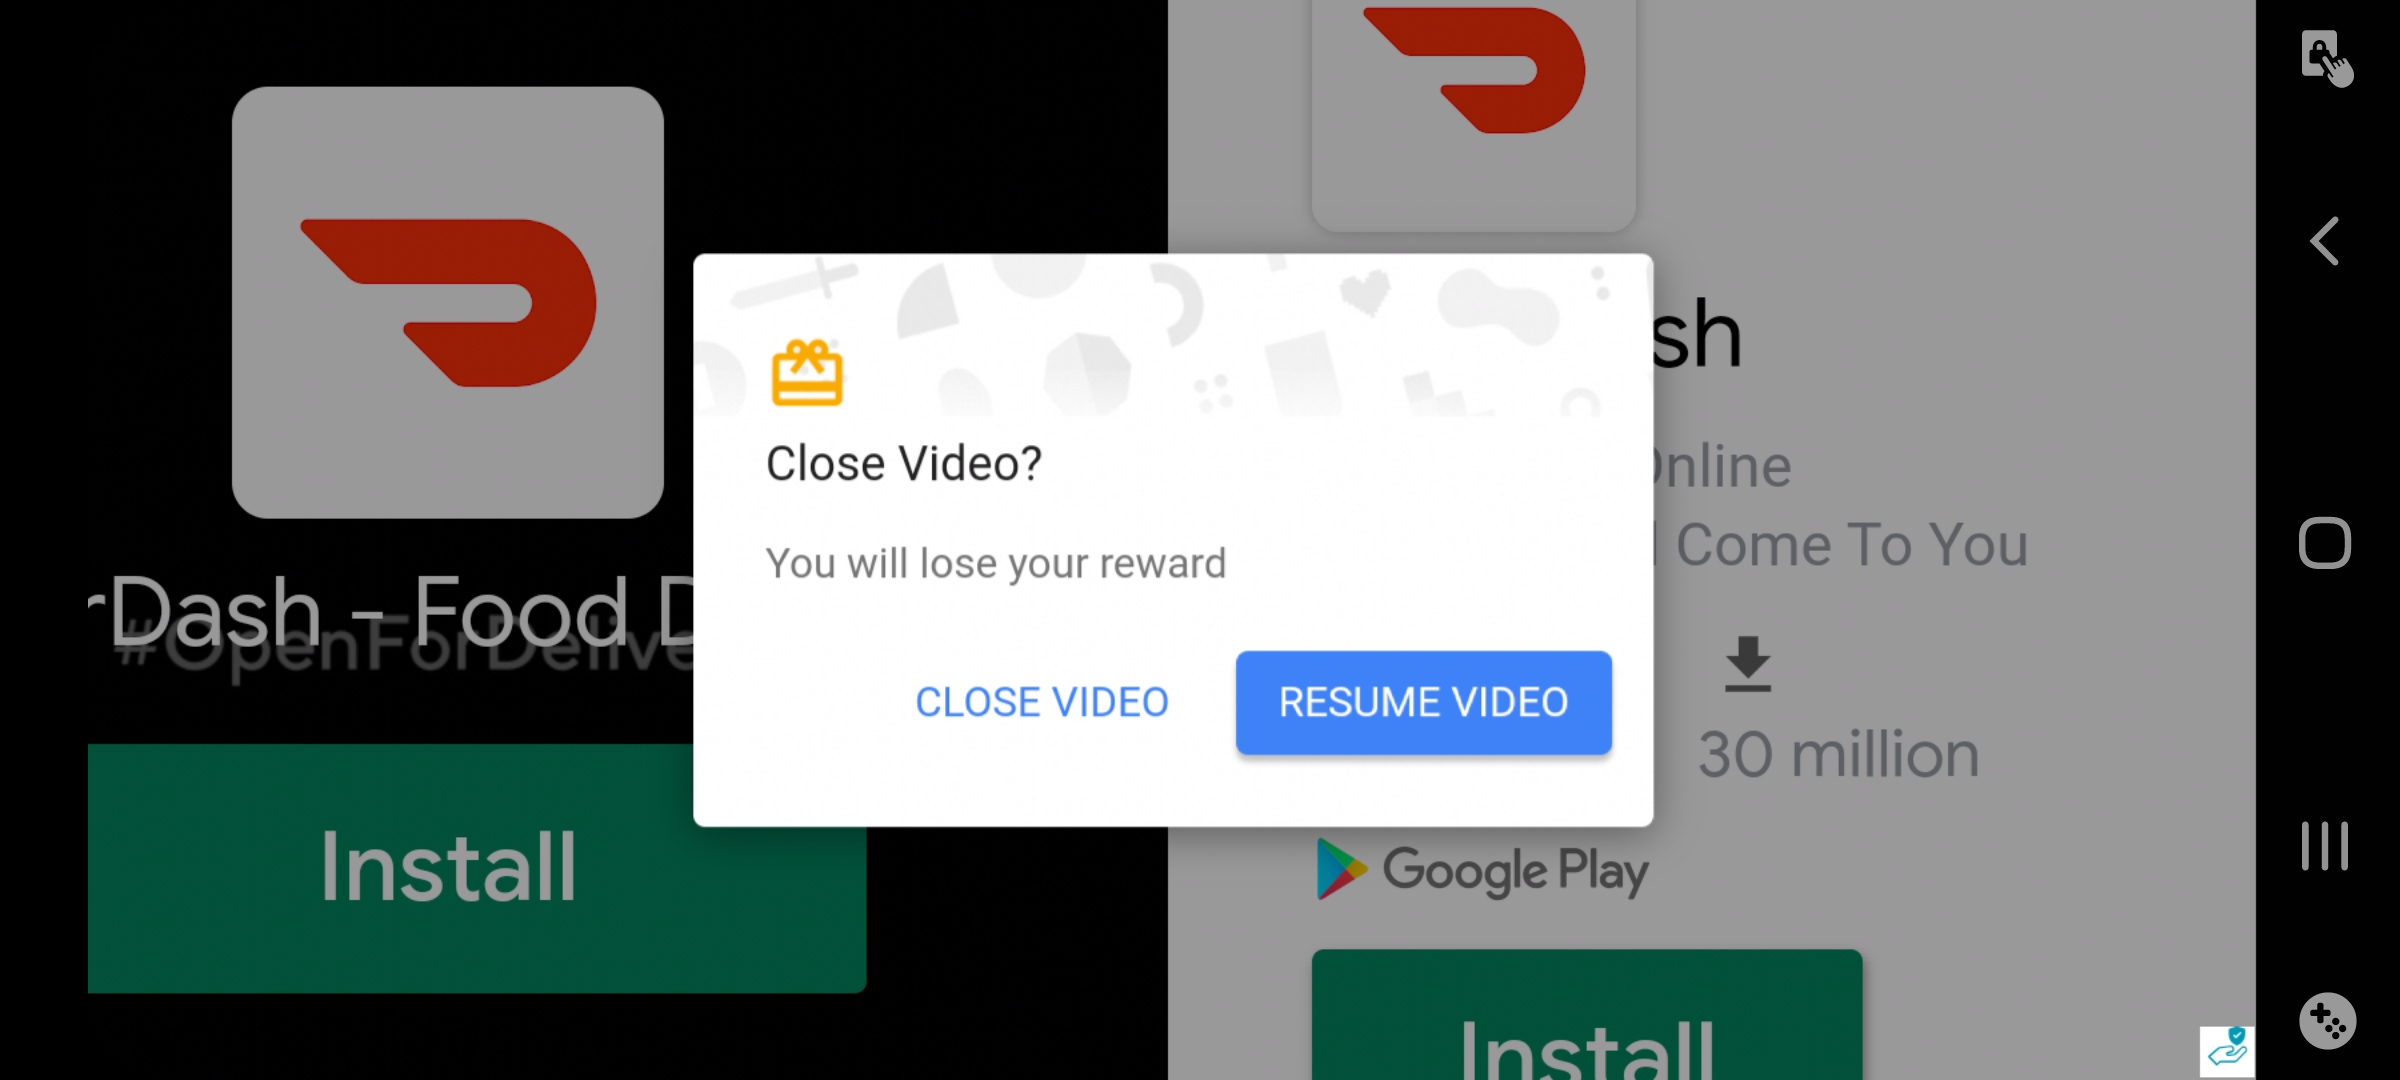 rDash - Food
#OpenForDelive
Install
Close Video?
You will lose your reward
CLOSE VIDEO
RESUME VIDEO
sh
Online
Come To You
30 million
Google Play
Install